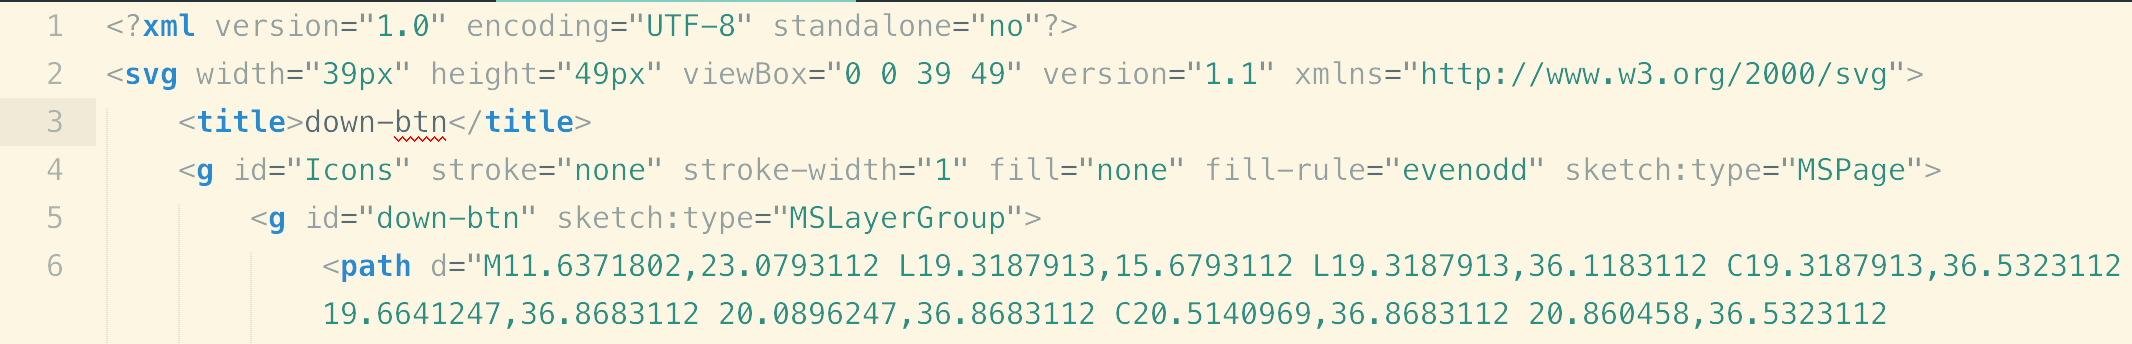 1 <?xml version="1.0" encoding="UTF-8" standalone="no"?>
2 <svg width="39px" height="49px" viewBox="0 0 39 49" version="1.1" xmlns="http://www.w3.org/2000/svg">
3 <title>down-btn</title>
4 <g id="Icons" stroke="none" stroke-width="1" fill="none" fill-rule="evenodd" sketch:type="MSPage">
5 <g id="down-btn" sketch:type="MSLayerGroup">
6 <path d="M11.6371802,23.0793112 L19.3187913,15.6793112 L19.3187913,36.1183112 C19.3187913,36.5323112
19.6641247,36.8683112 20.0896247,36.8683112 C20.5140969,36.8683112 20.860458,36.5323112